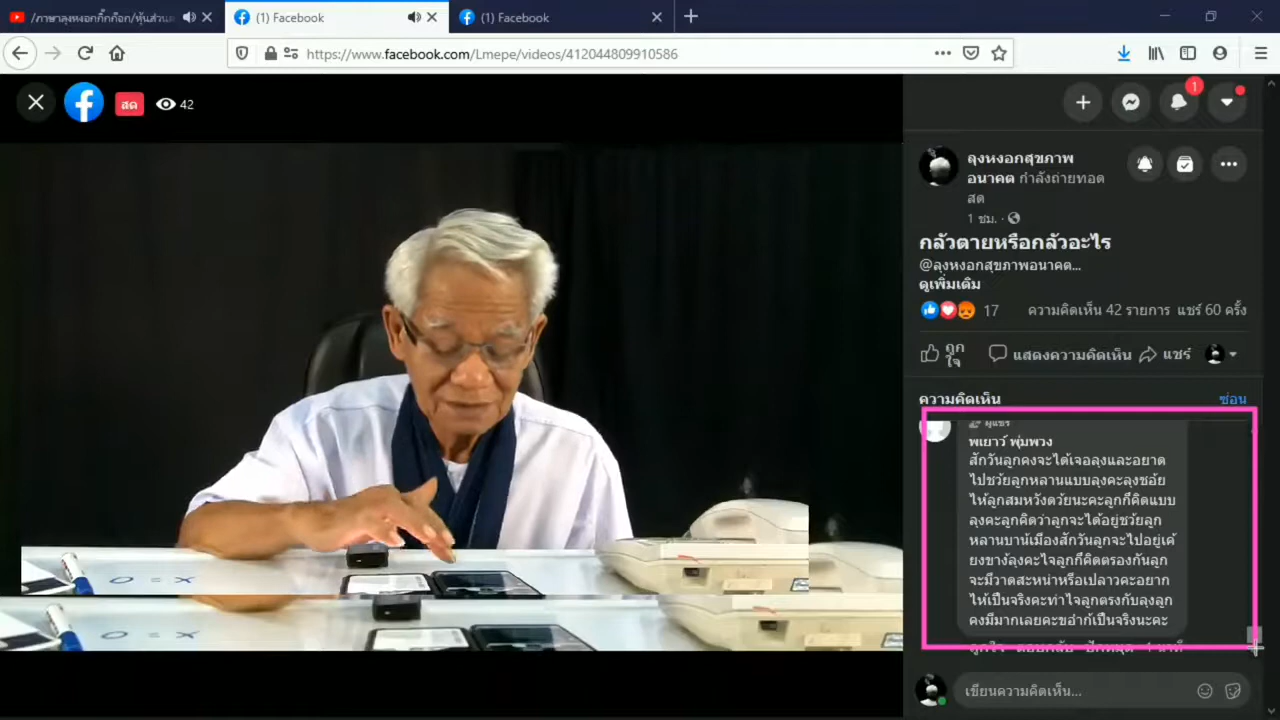 (1) Facebook
(1) Facebook
https://www.facebook.com/Lmepe/videos/412044809910586
สด
42
1
ลุงหงอกสุขภาพ
อนาคต กำลังถ่ายทอด
สด
1 ชม.
กลัวตายหรือกลัวอะไร
@ลุงหงอกสุขภาพอนาคต...
ดูเพิ่มเติม
17 ความคิดเห็น 42 รายการ แชร์ 60 ครั้ง
ถูก
ใจ
แสดงความคิดเห็น
แชร์
ความคิดเห็น
ซ่อน
พเยาว์ พุ่มพวง
สักวันลูกคงจะได้เจอลุงและอยาต
ไปชว้ยลูกหลานแบบลุงคะลุงชอ้ย
ไห้ลูกสมหวังดว้ยนะคะลูกก็คิดแบบ
ลุงคะลูกคิดว่าลูกจะได้อยู่ชว้ยลูก
หลานบาน้เมืองสักวันลูกจะไปอยู่เค้
ยงขาง้ลุงคะไจลูกก็คิดตรองกันลูก
จะมีวาดสะหน่าหรือเปลาวคะอยาก
ไห้เป็นจริงคะท่าไจลูกตรงกับลุงลูก
คงมีมากเลยคะขอำก้เป็นจริงนะคะ
ถูกใจ ตอบกลับ ปักหมุด 1 นาที
เขียนความคิดเห็น...
O = X
O = X